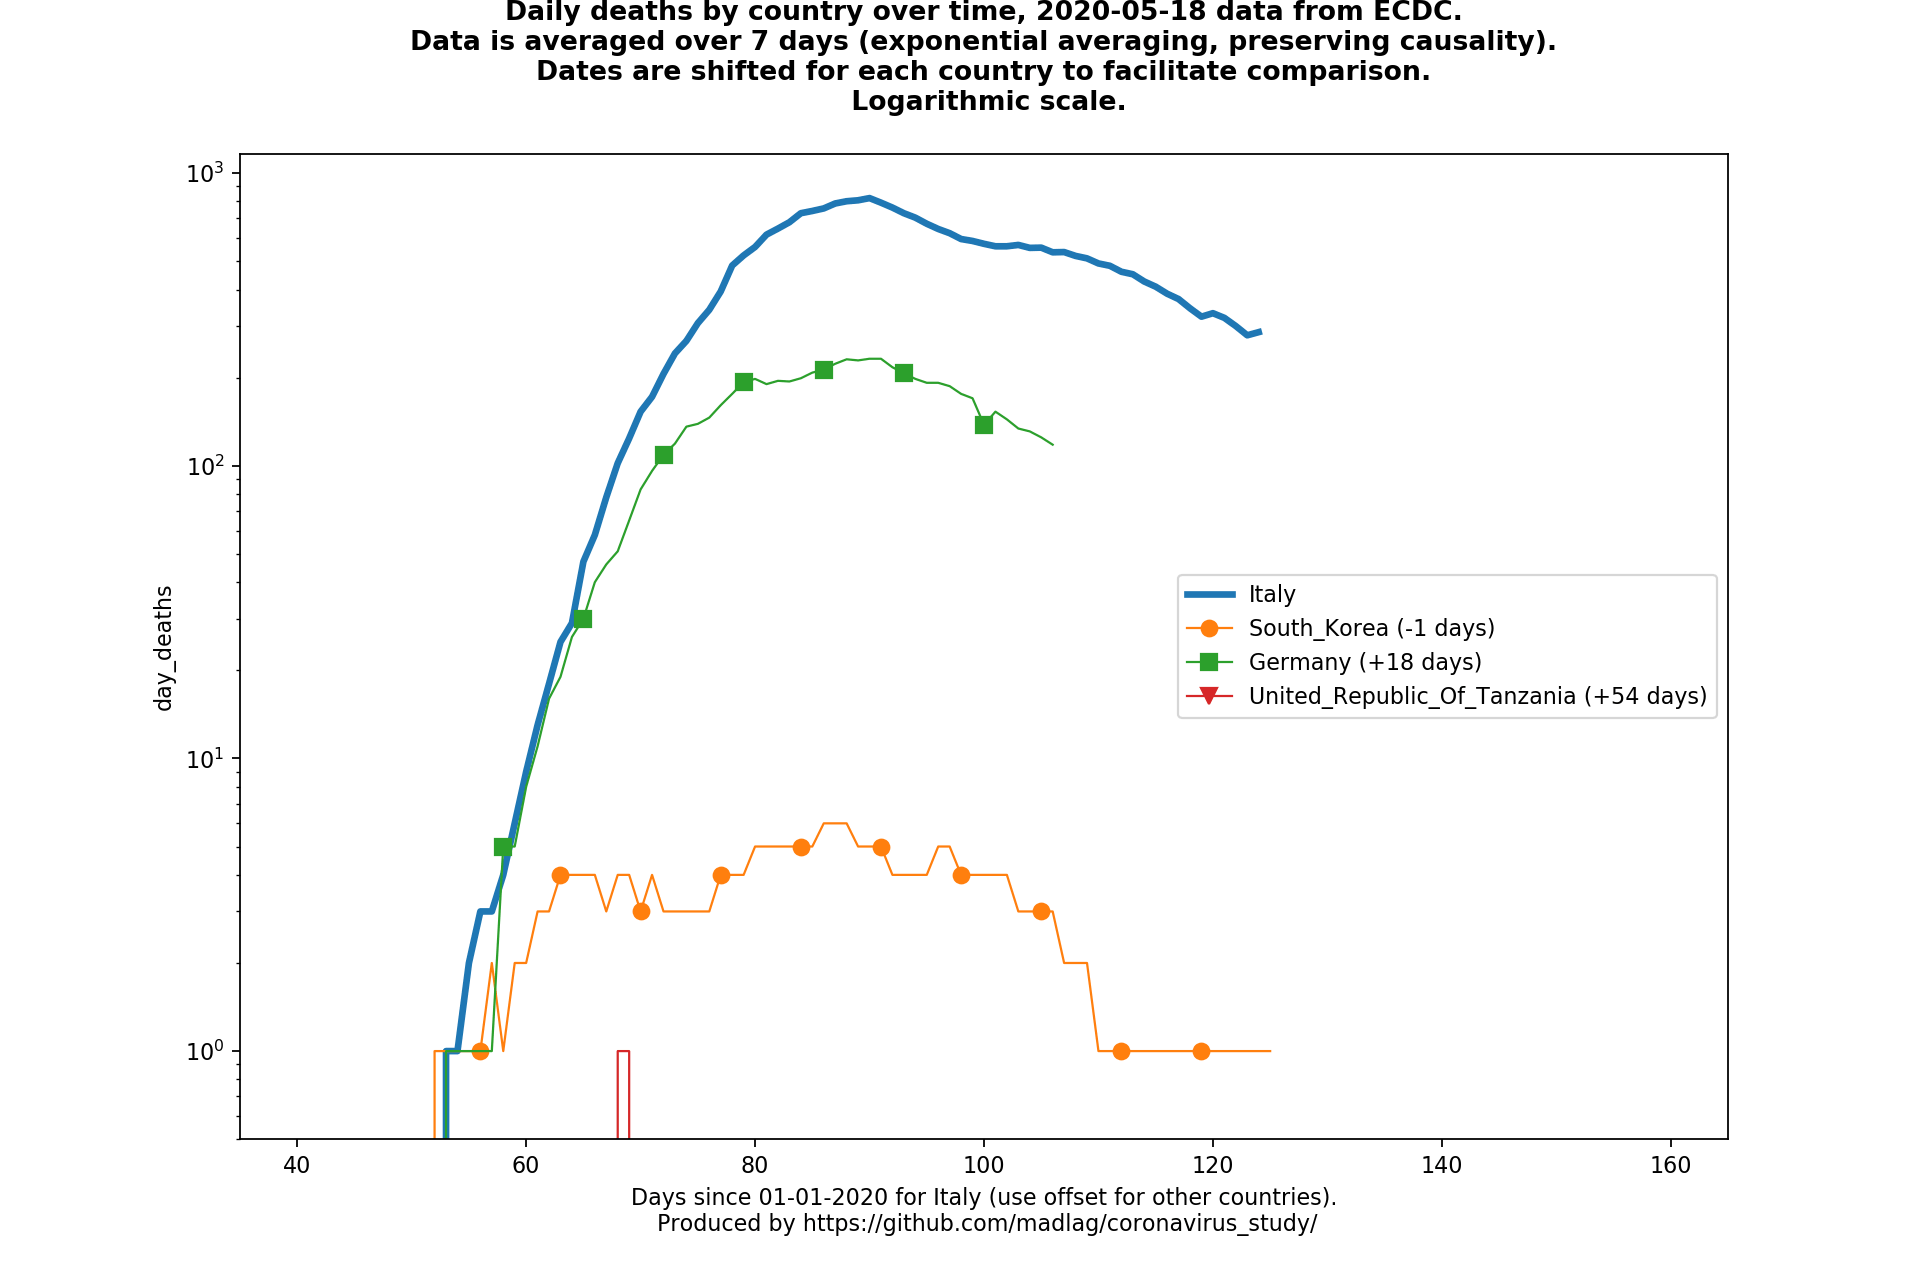 Daily deaths by country over time, 2020-05-18 data from ECDC.
Data is averaged over 7 days (exponential averaging, preserving causality).
Dates are shifted for each country to facilitate comparison.
Logarithmic scale.
10³
10²
10¹
10⁰
day_deaths
Italy
South_Korea (-1 days)
Germany (+18 days)
United_Republic_Of_Tanzania (+54 days)
40 60 80 100 120 140 160
Days since 01-01-2020 for Italy (use offset for other countries).
Produced by https://github.com/madlag/coronavirus_study/